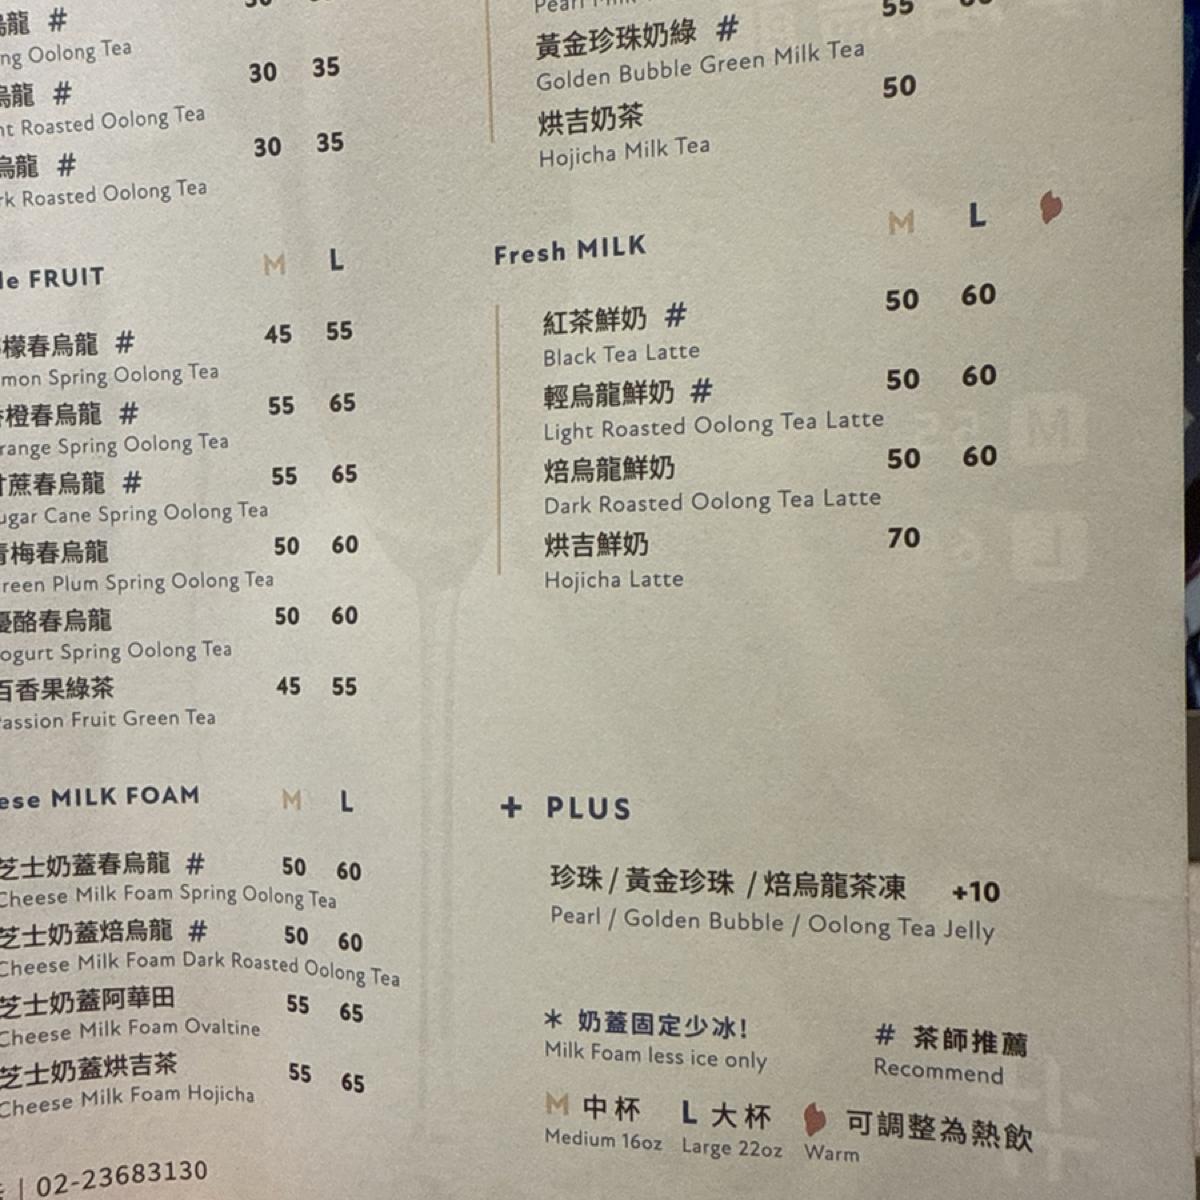 烏龍 #
Oolong Tea
30 35
烏龍 #
Roasted Oolong Tea
30 35
烏龍 #
Roasted Oolong Tea
FRUIT M L
檬春烏龍 # 45 55
Spring Oolong Tea
橙春烏龍 # 55 65
Spring Oolong Tea
蔗春烏龍 # 55 65
Cane Spring Oolong Tea
梅春烏龍 50 60
Plum Spring Oolong Tea
酪春烏龍 50 60
Spring Oolong Tea
百香果綠茶 45 55
Fruit Green Tea
MILK FOAM M L
芝士奶蓋春烏龍 # 50 60
Cheese Milk Foam Spring Oolong Tea
芝士奶蓋焙烏龍 # 50 60
Cheese Milk Foam Dark Roasted Oolong Tea
芝士奶蓋阿華田 55 65
Cheese Milk Foam Ovaltine
芝士奶蓋烘吉茶 55 65
Cheese Milk Foam Hojicha
| 02-23683130
Pearl
55
黃金珍珠奶綠 #
Golden Bubble Green Milk Tea
50
烘吉奶茶
Hojicha Milk Tea
Fresh MILK M L
紅茶鮮奶 # 50 60
Black Tea Latte
輕烏龍鮮奶 # 50 60
Light Roasted Oolong Tea Latte
焙烏龍鮮奶 50 60
Dark Roasted Oolong Tea Latte
烘吉鮮奶 70
Hojicha Latte
+ PLUS
珍珠 / 黃金珍珠 / 焙烏龍茶凍 +10
Pearl / Golden Bubble / Oolong Tea Jelly
* 奶蓋固定少冰! # 茶師推薦
Milk Foam less ice only Recommend
M 中杯 L 大杯 可調整為熱飲
Medium 16oz Large 22oz Warm